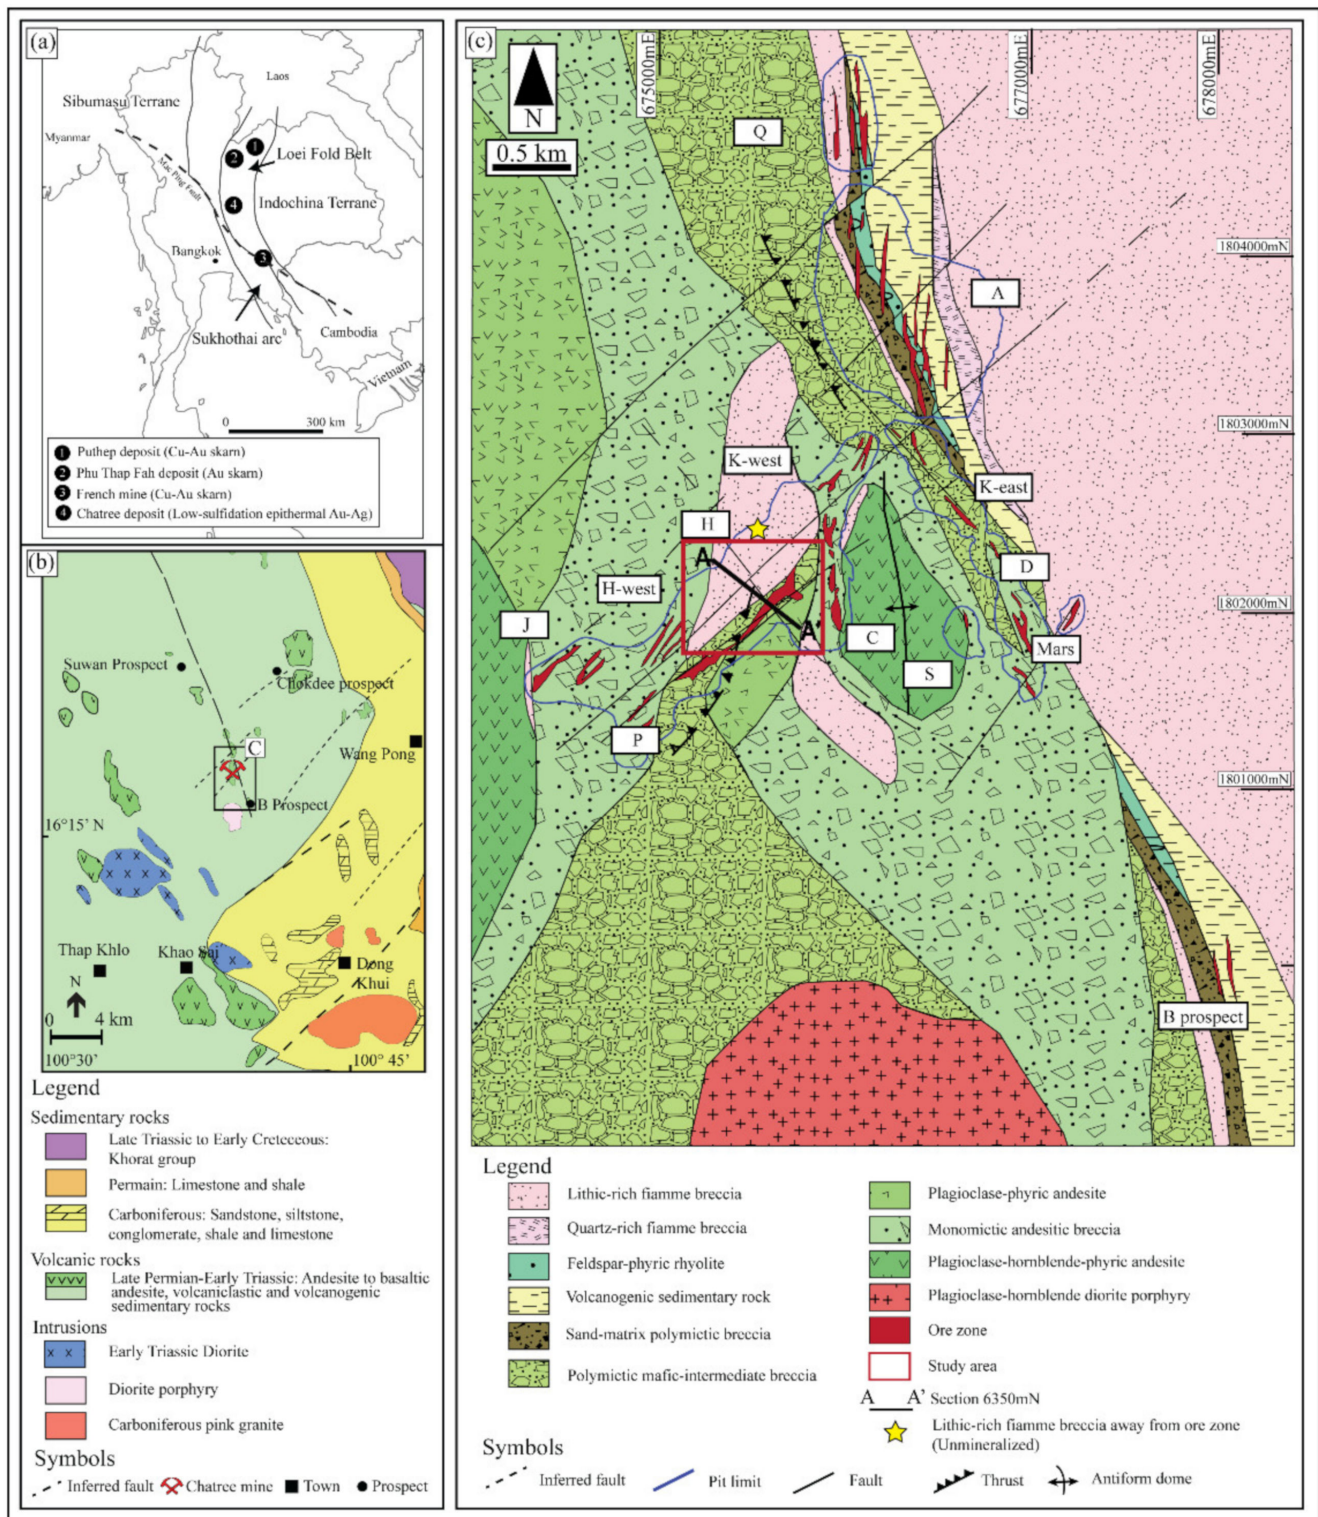 (a)
Laos
Sibumasu Terrane
Myanmar
Mae Ping Fault
1
2
Loei Fold Belt
4
Indochina Terrane
Bangkok
3
Sukhothai arc
Cambodia
Vietnam
0 300 km
1 Puthep deposit (Cu-Au skarn)
2 Phu Thap Fah deposit (Au skarn)
3 French mine (Cu-Au skarn)
4 Chatree deposit (Low-sulfidation epithermal Au-Ag)
(b)
Suwan Prospect
Chokdee prospect
C
Wang Pong
B Prospect
16°15’ N
Thap Khlo
Khao Sai
Dong
Khui
N
0 4 km
100°30’
100° 45’
Legend
Sedimentary rocks
Late Triassic to Early Creteceous:
Khorat group
Permain: Limestone and shale
Carboniferous: Sandstone, siltstone,
conglomerate, shale and limestone
Volcanic rocks
Late Permian-Early Triassic: Andesite to basaltic
andesite, volcaniclastic and volcanogenic
sedimentary rocks
Intrusions
Early Triassic Diorite
Diorite porphyry
Carboniferous pink granite
Symbols
Inferred fault Chatree mine Town Prospect
(c)
N
0.5 km
675000mE
677000mE
678000mE
Q
1804000mN
A
1803000mN
K-west
K-east
H
A
D
H-west
1802000mN
J
A'
C
Mars
S
P
1801000mN
B prospect
Legend
Lithic-rich fiamme breccia
Quartz-rich fiamme breccia
Feldspar-phyric rhyolite
Volcanogenic sedimentary rock
Sand-matrix polymictic breccia
Polymictic mafic-intermediate breccia
Plagioclase-phyric andesite
Monomictic andesitic breccia
Plagioclase-hornblende-phyric andesite
Plagioclase-hornblende diorite porphyry
Ore zone
Study area
A A’ Section 6350mN
Lithic-rich fiamme breccia away from ore zone
(Unmineralized)
Symbols
Inferred fault Pit limit Fault Thrust Antiform dome